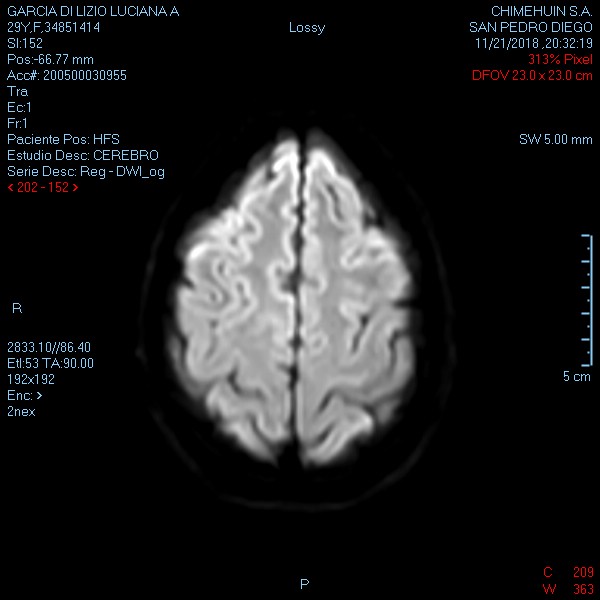 GARCIA DI LIZIO LUCIANA A
29Y,F,34851414
SI:152
Pos:-66.77 mm
Acc#: 200500030955
Tra
Ec:1
Fr:1
Paciente Pos: HFS
Estudio Desc: CEREBRO
Serie Desc: Reg - DWI_og
< 202 - 152 >
Lossy
CHIMEHUIN S.A.
SAN PEDRO DIEGO
11/21/2018 ,20:32:19
313% Pixel
DFOV 23.0 x 23.0 cm
SW 5.00 mm
R
5 cm
2833.10//86.40
Etl:53 TA:90.00
192x192
Enc: >
2nex
P
C 209
W 363